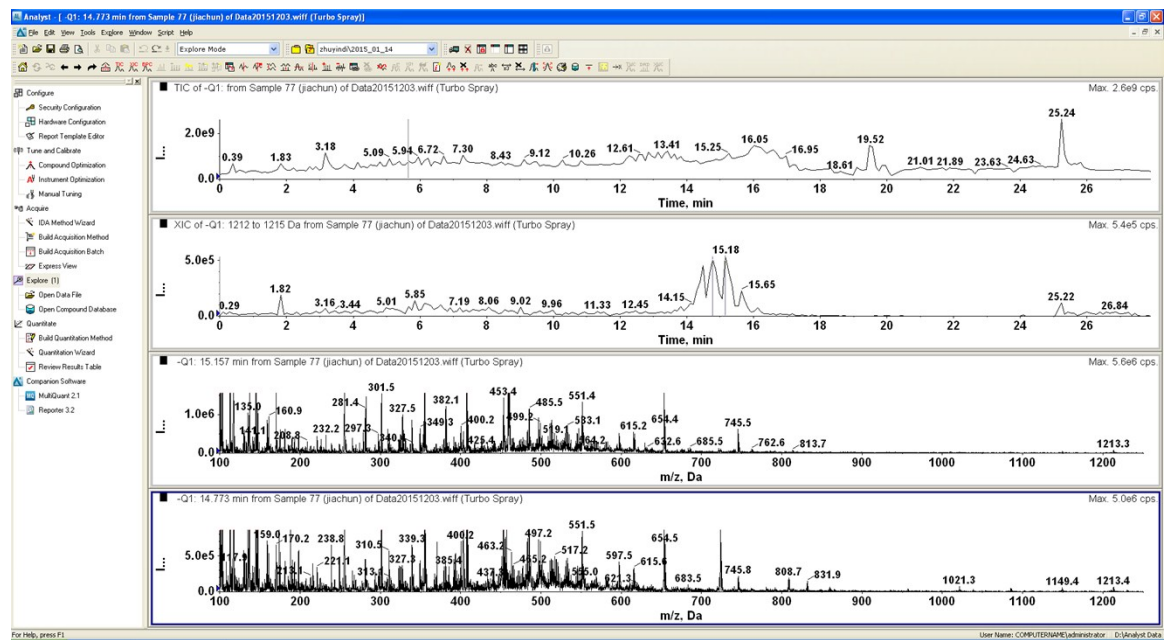 Analyst - [ -Q1: 14.773 min from Sample 77 (jiachun) of Data20151203.wiff (Turbo Spray)]
File Edit View Tools Explore Window Script Help
Explore Mode
zhuyindi\2015_01_14
Configure
Security Configuration
Hardware Configuration
Report Template Editor
Tune and Calibrate
Compound Optimization
Instrument Optimization
Manual Tuning
Acquire
IDA Method Wizard
Build Acquisition Method
Build Acquisition Batch
Express View
Explore (1)
Open Data File
Open Compound Database
Quantitate
Build Quantitation Method
Quantitation Wizard
Review Results Table
Companion Software
MultiQuant 2.1
Reporter 3.2
TIC of -Q1: from Sample 77 (jiachun) of Data20151203.wiff (Turbo Spray) Max. 2.6e9 cps.
I...
2.0e9
0.0
0.39 1.83 3.18 5.09 5.94 6.72 7.30 8.43 9.12 10.26 12.61 13.41 15.25 16.05 16.95 18.61 19.52 21.01 21.89 23.63 24.63 25.24
0 2 4 6 8 10 12 14 16 18 20 22 24 26
Time, min
XIC of -Q1: 1212 to 1215 Da from Sample 77 (jiachun) of Data20151203.wiff (Turbo Spray) Max. 5.4e5 cps.
I...
5.0e5
0.0
0.29 1.82 3.16 3.44 5.01 5.85 7.19 8.06 9.02 9.96 11.33 12.45 14.15 15.18 15.65 25.22 26.84
0 2 4 6 8 10 12 14 16 18 20 22 24 26
Time, min
-Q1: 15.157 min from Sample 77 (jiachun) of Data20151203.wiff (Turbo Spray) Max. 5.6e6 cps.
I...
1.0e6
0.0
135.0 141.1 160.9 208.8 232.2 281.4 297.3 301.5 327.5 349.3 382.1 400.2 425.4 453.4 485.5 499.2 519.1 551.4 583.1 564.2 615.2 632.6 654.4 685.5 745.5 762.6 813.7 1213.3
100 200 300 400 500 600 700 800 900 1000 1100 1200
m/z, Da
-Q1: 14.773 min from Sample 77 (jiachun) of Data20151203.wiff (Turbo Spray) Max. 5.0e6 cps.
I...
5.0e5
0.0
117.9 159.0 170.2 213.1 221.1 238.8 310.5 313.1 339.3 327.3 385.4 400.2 437.3 463.2 465.2 497.2 517.2 551.5 555.0 597.5 621.3 615.6 654.5 683.5 745.8 808.7 831.9 1021.3 1149.4 1213.4
100 200 300 400 500 600 700 800 900 1000 1100 1200
m/z, Da
For Help, press F1
User Name: COMPUTERNAME\administrator
D:\Analyst Data